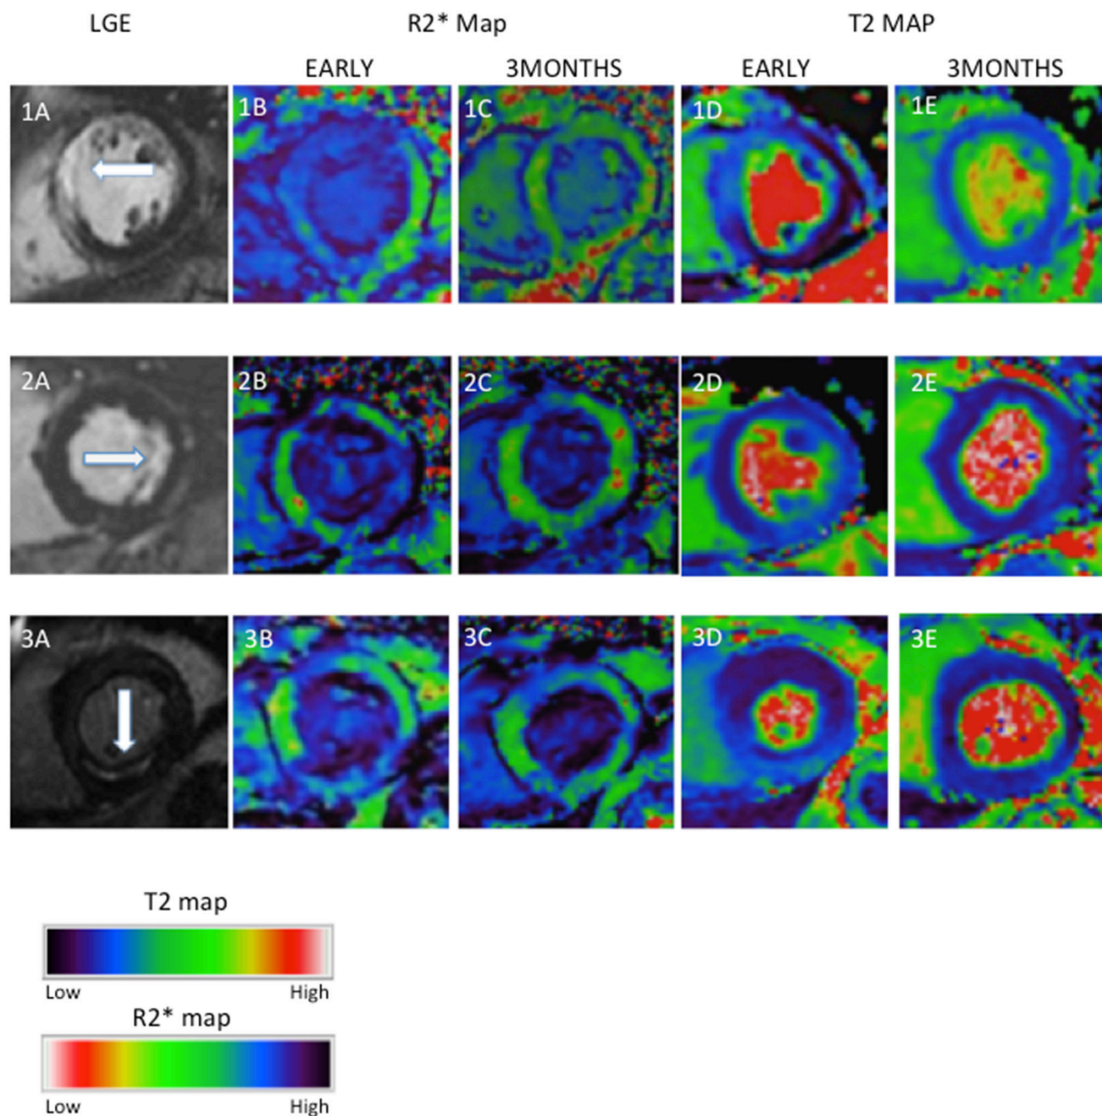 LGE R2* Map T2 MAP
EARLY 3MONTHS EARLY 3MONTHS
1A 1B 1C 1D 1E
2A 2B 2C 2D 2E
3A 3B 3C 3D 3E
T2 map
Low High
R2* map
Low High